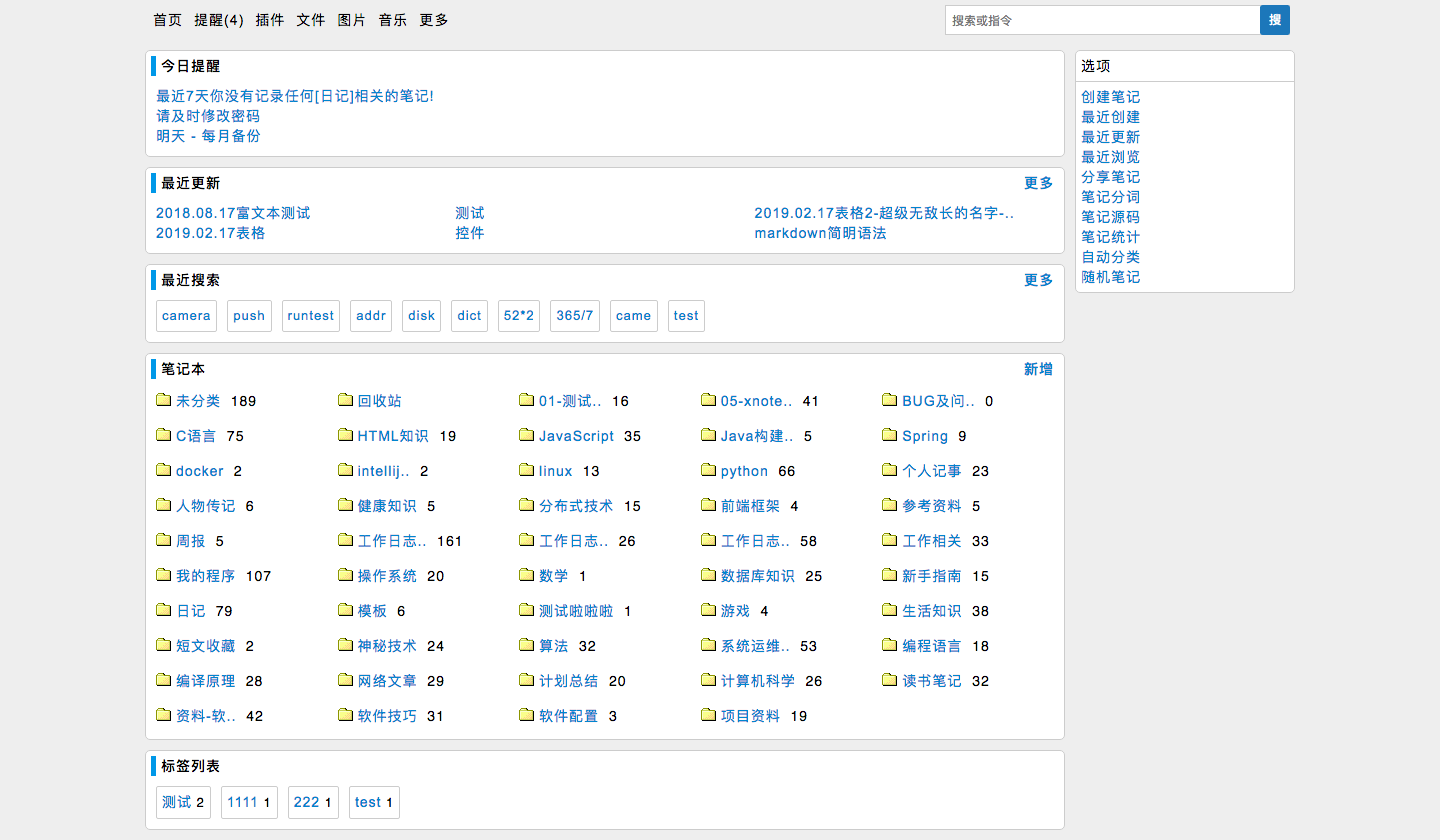 首页 提醒(4) 插件 文件 图片 音乐 更多
搜索或指令 搜
今日提醒
最近7天你没有记录任何[日记]相关的笔记!
请及时修改密码
明天 - 每月备份
最近更新 更多
2018.08.17富文本测试 测试 2019.02.17表格2-超级无敌长的名字-..
2019.02.17表格 控件 markdown简明语法
最近搜索 更多
camera push runtest addr disk dict 52*2 365/7 came test
笔记本 新增
未分类 189 回收站 01-测试.. 16 05-xnote.. 41 BUG及问.. 0
C语言 75 HTML知识 19 JavaScript 35 Java构建.. 5 Spring 9
docker 2 intellij.. 2 linux 13 python 66 个人记事 23
人物传记 6 健康知识 5 分布式技术 15 前端框架 4 参考资料 5
周报 5 工作日志.. 161 工作日志.. 26 工作日志.. 58 工作相关 33
我的程序 107 操作系统 20 数学 1 数据库知识 25 新手指南 15
日记 79 模板 6 测试啦啦啦 1 游戏 4 生活知识 38
短文收藏 2 神秘技术 24 算法 32 系统运维.. 53 编程语言 18
编译原理 28 网络文章 29 计划总结 20 计算机科学 26 读书笔记 32
资料-软.. 42 软件技巧 31 软件配置 3 项目资料 19
标签列表
测试 2 1111 1 222 1 test 1
选项
创建笔记
最近创建
最近更新
最近浏览
分享笔记
笔记分词
笔记源码
笔记统计
自动分类
随机笔记